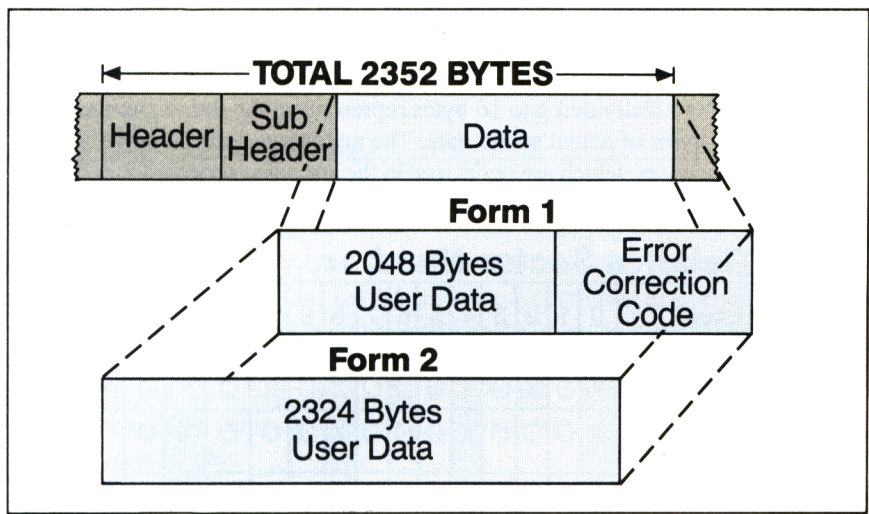 TOTAL 2352 BYTES
Header
Sub
Header
Data
Form 1
2048 Bytes
User Data
Error
Correction
Code
Form 2
2324 Bytes
User Data